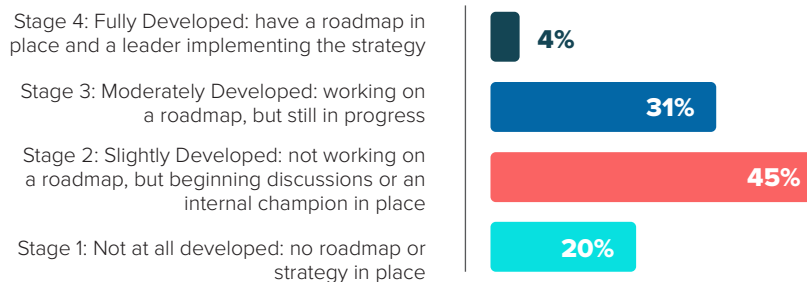 Stage 4: Fully Developed: have a roadmap in
place and a leader implementing the strategy
4%
Stage 3: Moderately Developed: working on
a roadmap, but still in progress
31%
Stage 2: Slightly Developed: not working on
a roadmap, but beginning discussions or an
internal champion in place
45%
Stage 1: Not at all developed: no roadmap or
strategy in place
20%